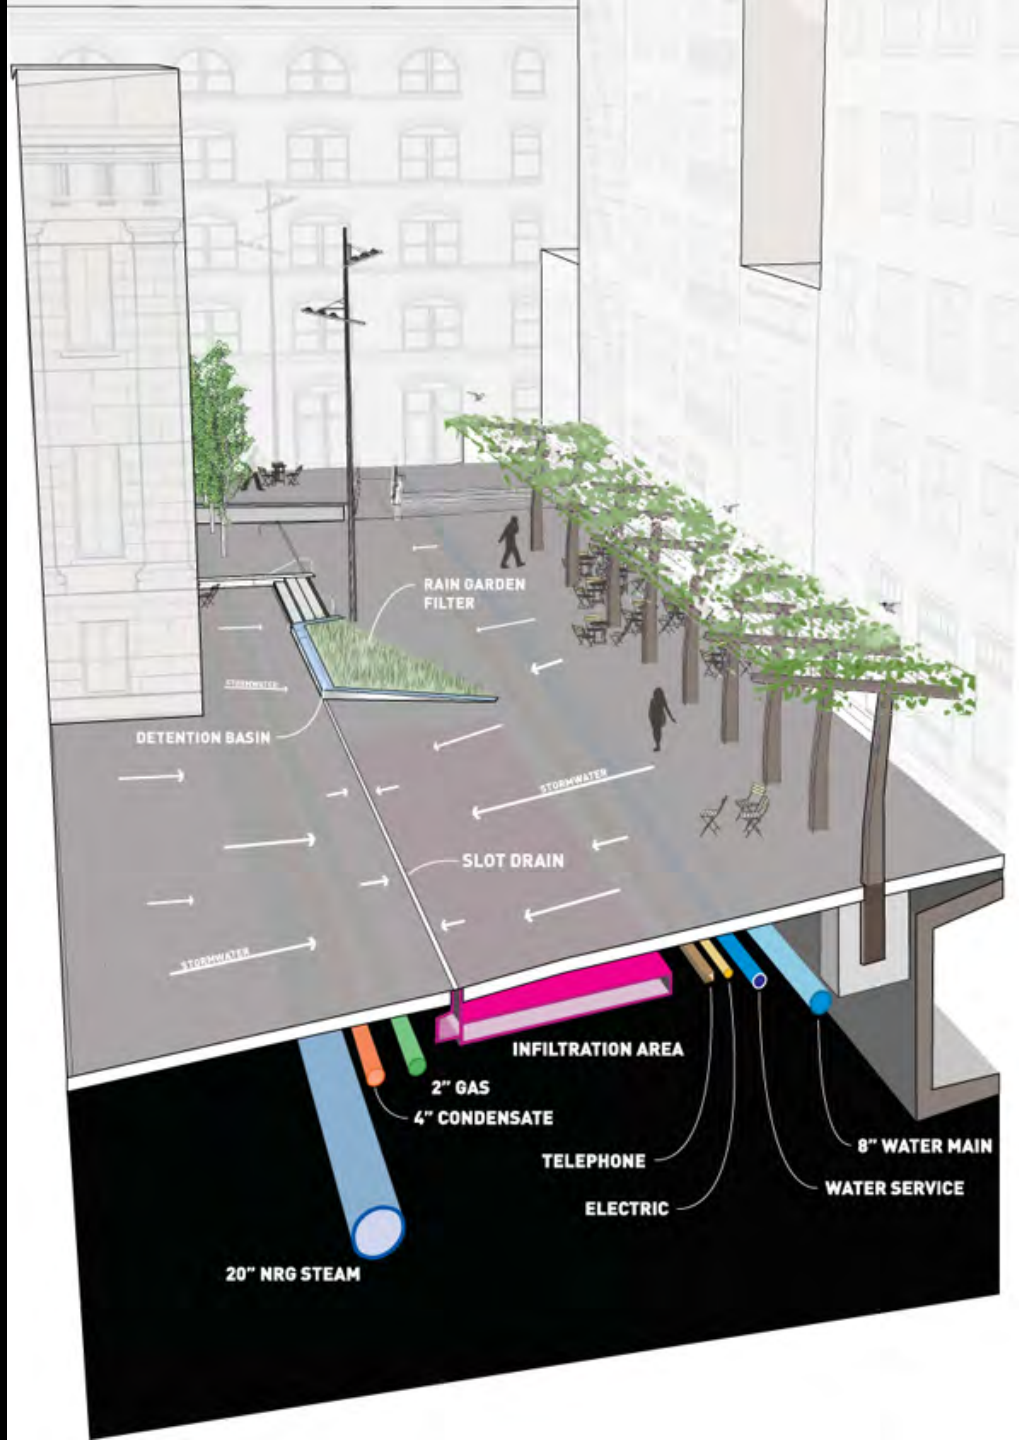 RAIN GARDEN
FILTER
STORMWATER
DETENTION BASIN
STORMWATER
SLOT DRAIN
STORMWATER
INFILTRATION AREA
2” GAS
4” CONDENSATE
TELEPHONE
8” WATER MAIN
WATER SERVICE
ELECTRIC
20” NRG STEAM